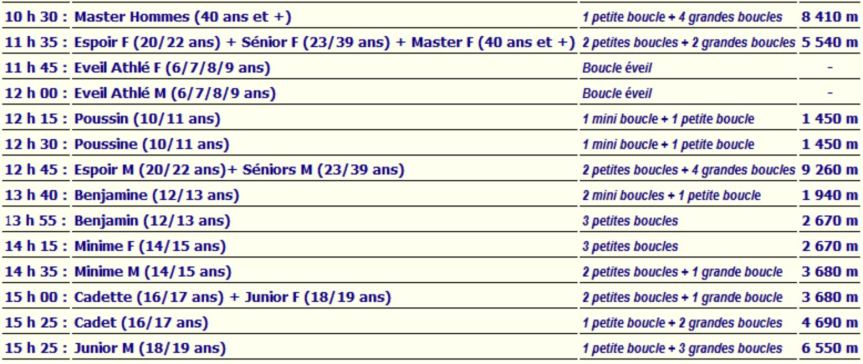 10 h 30 : Master Hommes (40 ans et +) 1 petite boucle + 4 grandes boucles 8 410 m
11 h 35 : Espoir F (20/22 ans) + Sénior F (23/39 ans) + Master F (40 ans et +) 2 petites boucles + 2 grandes boucles 5 540 m
11 h 45 : Eveil Athlé F (6/7/8/9 ans) Boucle éveil -
12 h 00 : Eveil Athlé M (6/7/8/9 ans) Boucle éveil -
12 h 15 : Poussin (10/11 ans) 1 mini boucle + 1 petite boucle 1 450 m
12 h 30 : Poussine (10/11 ans) 1 mini boucle + 1 petite boucle 1 450 m
12 h 45 : Espoir M (20/22 ans)+ Séniors M (23/39 ans) 2 petites boucles + 4 grandes boucles 9 260 m
13 h 40 : Benjamine (12/13 ans) 2 mini boucles + 1 petite boucle 1 940 m
13 h 55 : Benjamin (12/13 ans) 3 petites boucles 2 670 m
14 h 15 : Minime F (14/15 ans) 3 petites boucles 2 670 m
14 h 35 : Minime M (14/15 ans) 2 petites boucles + 1 grande boucle 3 680 m
15 h 00 : Cadette (16/17 ans) + Junior F (18/19 ans) 2 petites boucles + 1 grande boucle 3 680 m
15 h 25 : Cadet (16/17 ans) 1 petite boucle + 2 grandes boucles 4 690 m
15 h 25 : Junior M (18/19 ans) 1 petite boucle + 3 grandes boucles 6 550 m